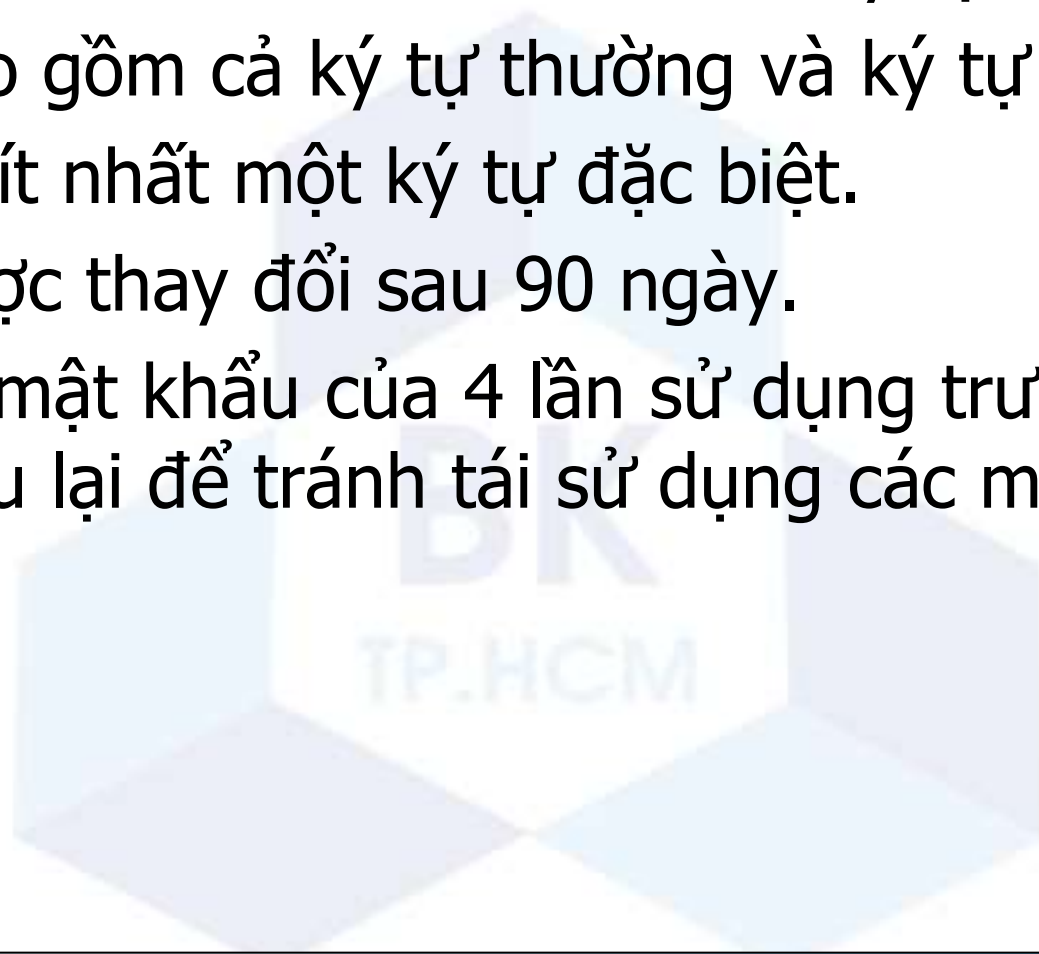 gồm cả ký tự thường và ký tự
ít nhất một ký tự đặc biệt.
ợc thay đổi sau 90 ngày.
mật khẩu của 4 lần sử dụng trư
u lại để tránh tái sử dụng các m
BK
TP.HCM